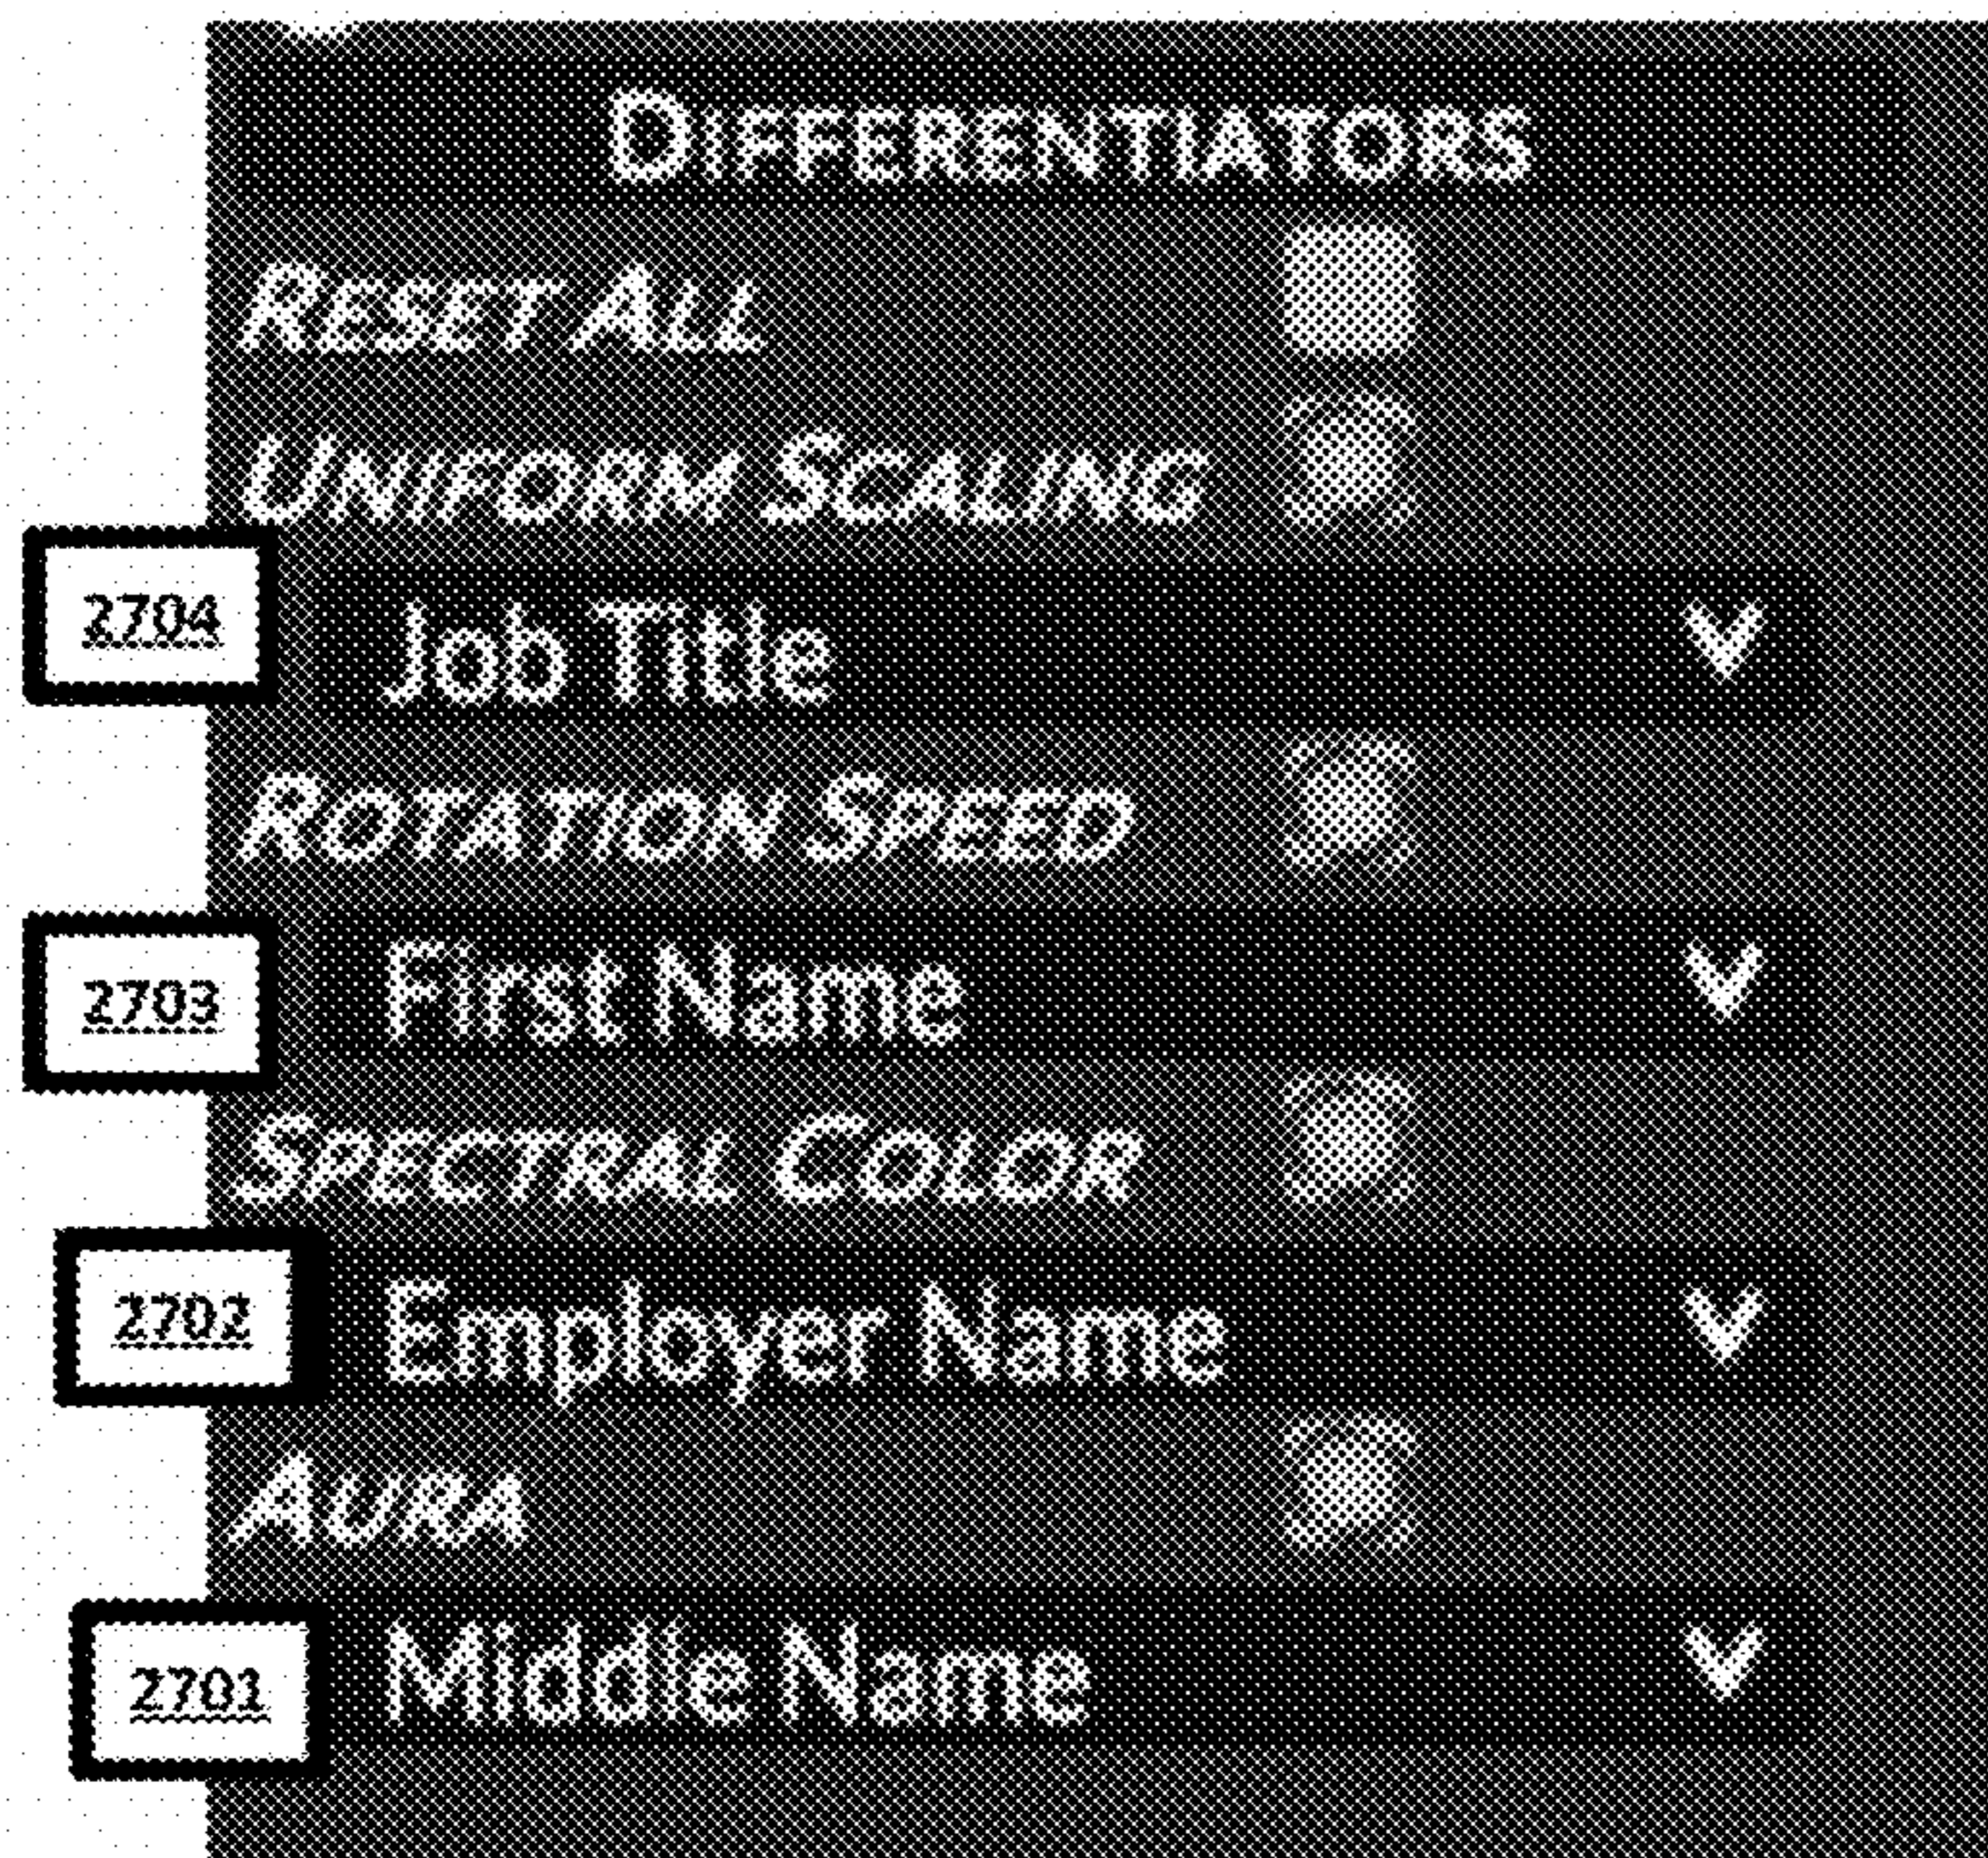 DIFFERENTIATORS
RESET ALL
UNIFORM SCALING
2704 Job Title
ROTATION SPEED
2703 First Name
SPECTRAL COLOR
2702 Employer Name
AURA
2701 Middle Name